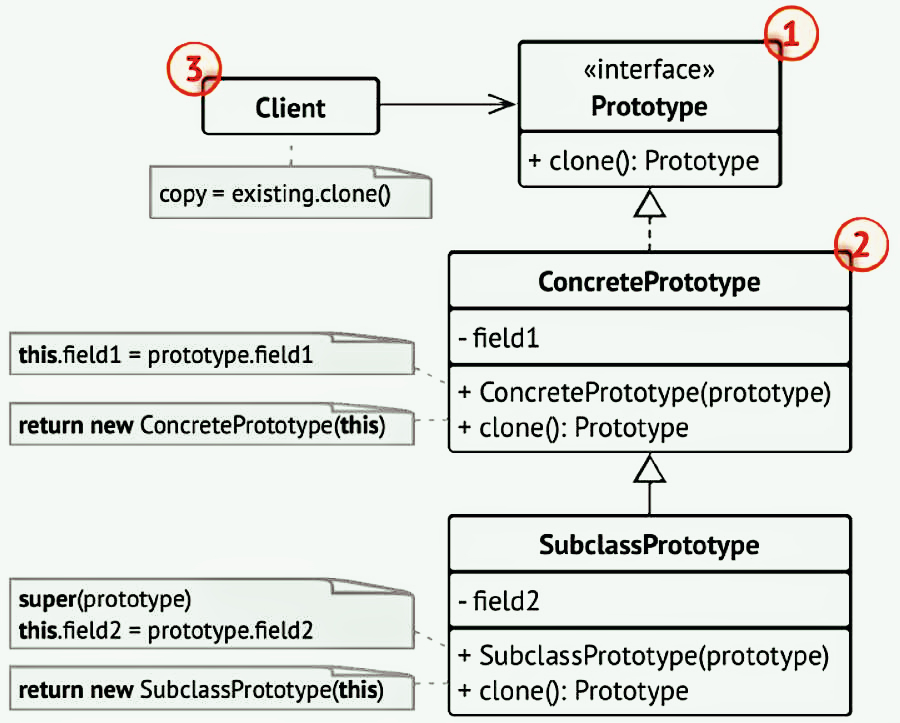 1
«interface»
Prototype
+ clone(): Prototype
3
Client
copy = existing.clone()
2
ConcretePrototype
- field1
+ ConcretePrototype(prototype)
+ clone(): Prototype
this.field1 = prototype.field1
return new ConcretePrototype(this)
SubclassPrototype
- field2
+ SubclassPrototype(prototype)
+ clone(): Prototype
super(prototype)
this.field2 = prototype.field2
return new SubclassPrototype(this)